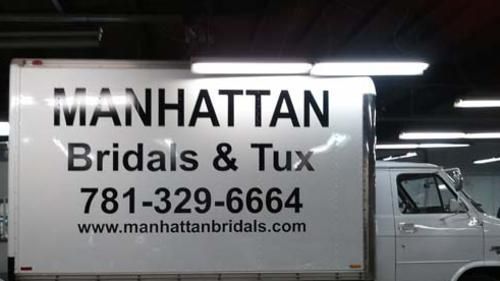 MANHATTAN
Bridals & Tux
781-329-6664
www.manhattanbridals.com